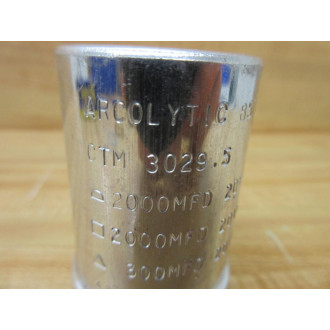 ARCOLYTIC
CTM 3029.5
2000MFD
□ 2000MFD
▲ 300MFD